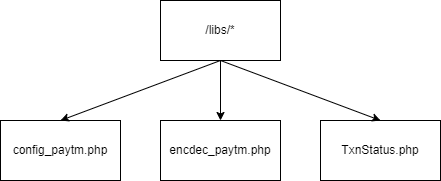 /libs/*
config_paytm.php
encdec_paytm.php
TxnStatus.php